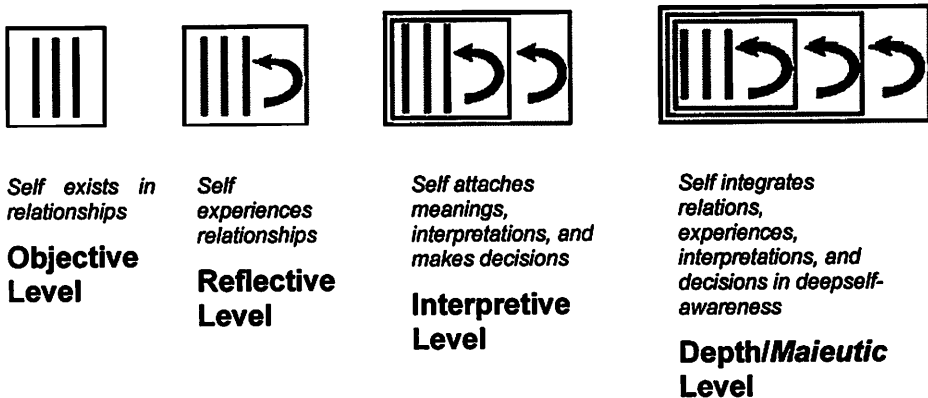 Self exists in
relationships
Objective
Level
Self
experiences
relationships
Reflective
Level
Self attaches
meanings,
interpretations, and
makes decisions
Interpretive
Level
Self integrates
relations,
experiences,
interpretations, and
decisions in deepself-
awareness
Depth/Maieutic
Level